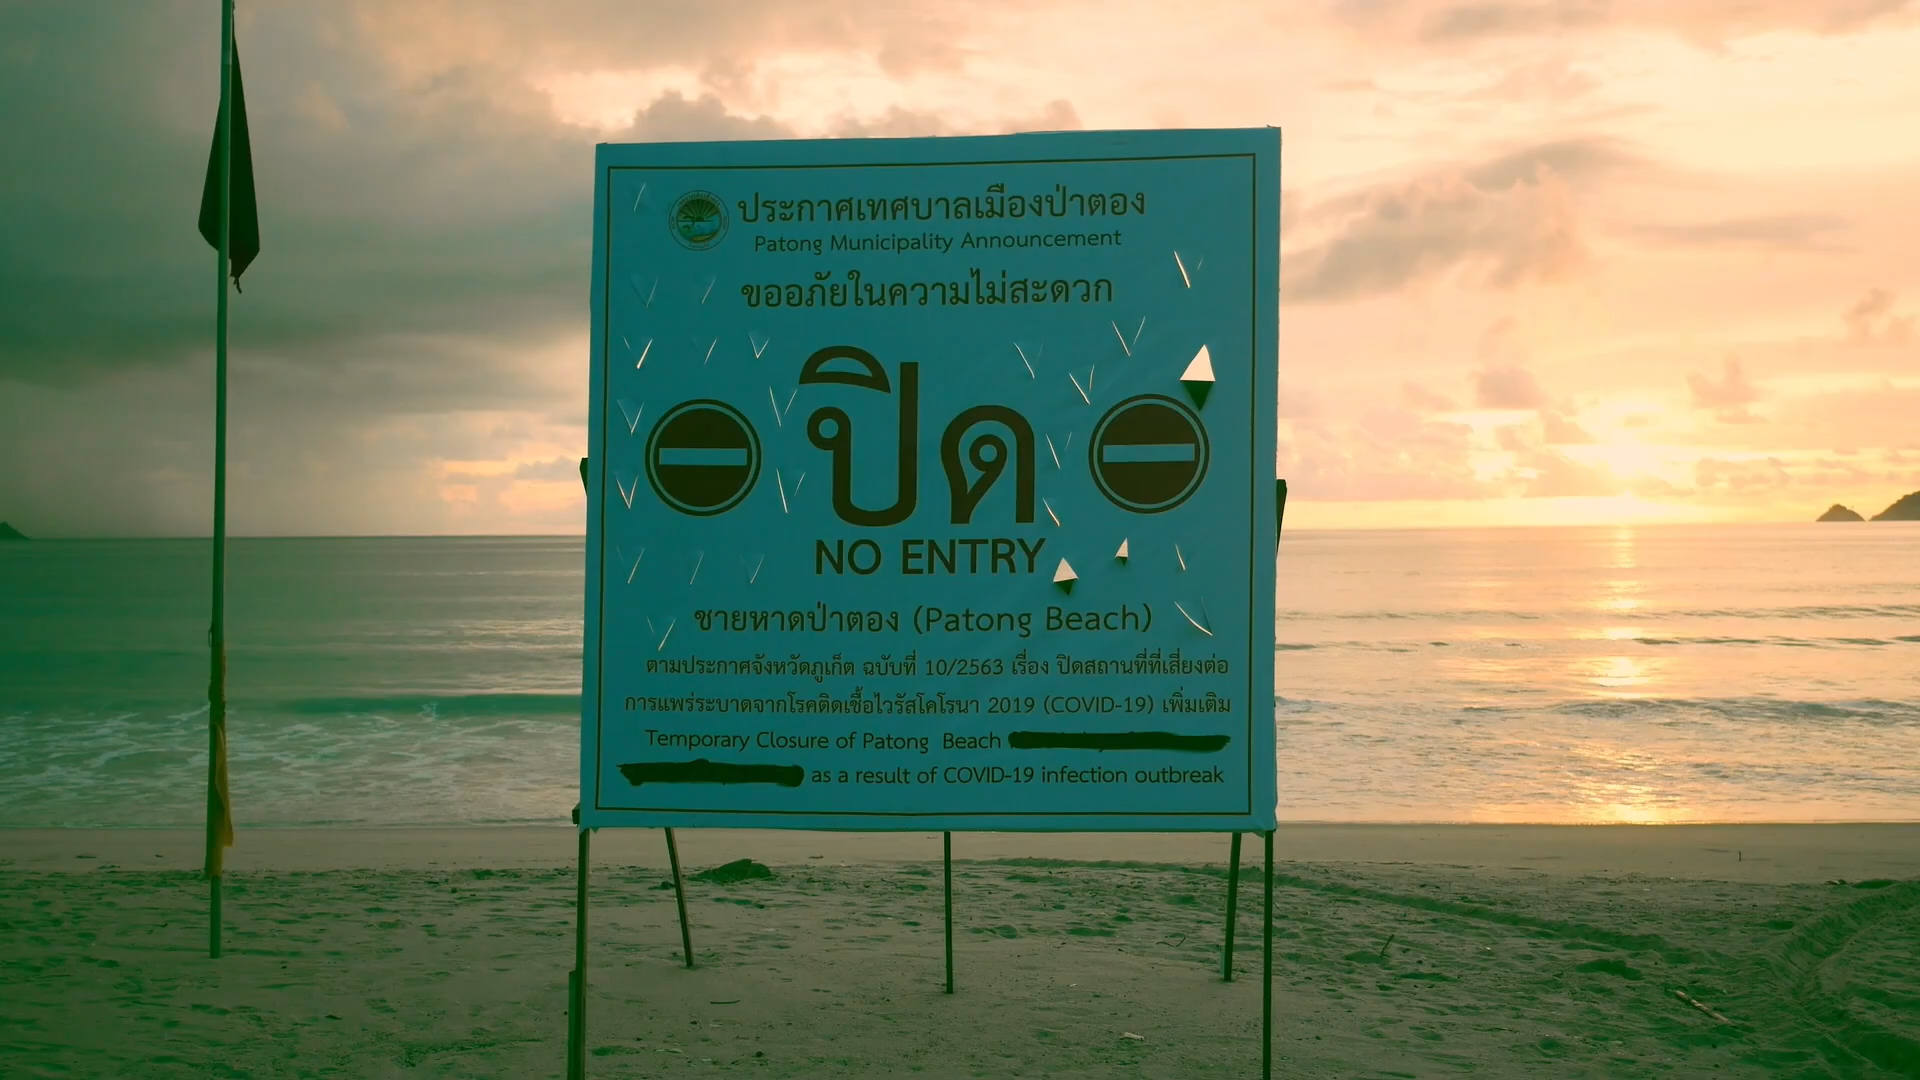 ประกาศเทศบาลเมืองป่าตอง
Patong Municipality Announcement
ขออภัยในความไม่สะดวก
ปิด
NO ENTRY
ชายหาดป่าตอง (Patong Beach)
ตามประกาศจังหวัดภูเก็ต ฉบับที่ 10/2563 เรื่อง ปิดสถานที่ที่เสี่ยงต่อ
การแพร่ระบาดจากโรคติดเชื้อไวรัสโคโรนา 2019 (COVID-19) เพิ่มเติม
Temporary Closure of Patong Beach
as a result of COVID-19 infection outbreak